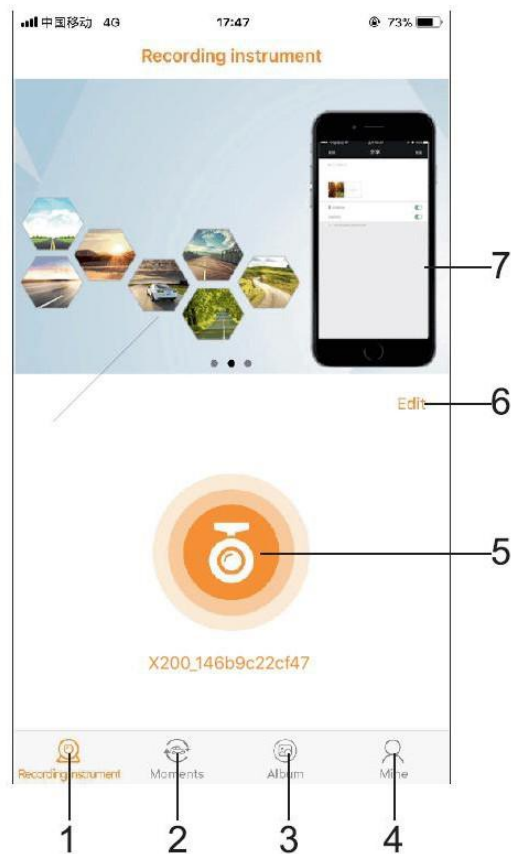 中国移动 4G 17:47 73%
Recording instrument
7
Edit 6
5
X200_146b9c22cf47
Recording instrument Moments Album Mine
1 2 3 4